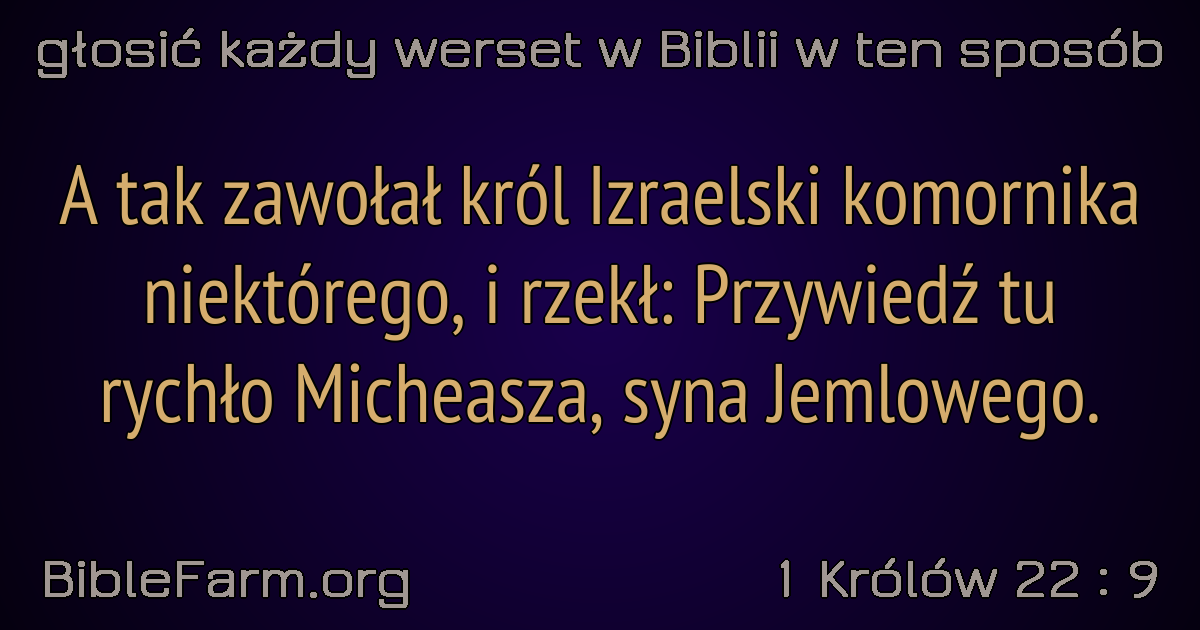 głosić każdy werset w Biblii w ten sposób
A tak zawołał król Izraelski komornika
niektórego, i rzekł: Przywiedź tu
rychło Micheasza, syna Jemlowego.
BibleFarm.org
1 Królów 22 : 9